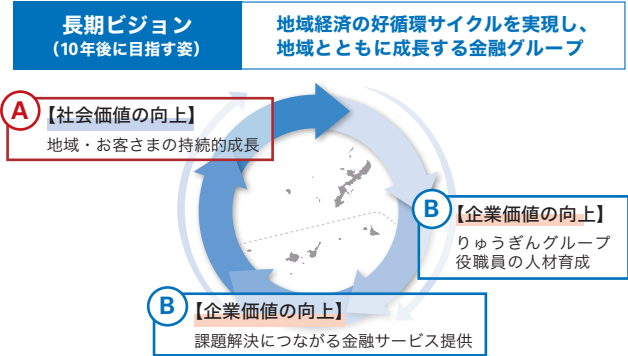 長期ビジョン
(10年後に目指す姿)
地域経済の好循環サイクルを実現し、
地域とともに成長する金融グループ
A
【社会価値の向上】
地域・お客さまの持続的成長
B
【企業価値の向上】
りゅうぎんグループ
役職員の人材育成
B
【企業価値の向上】
課題解決につながる金融サービス提供